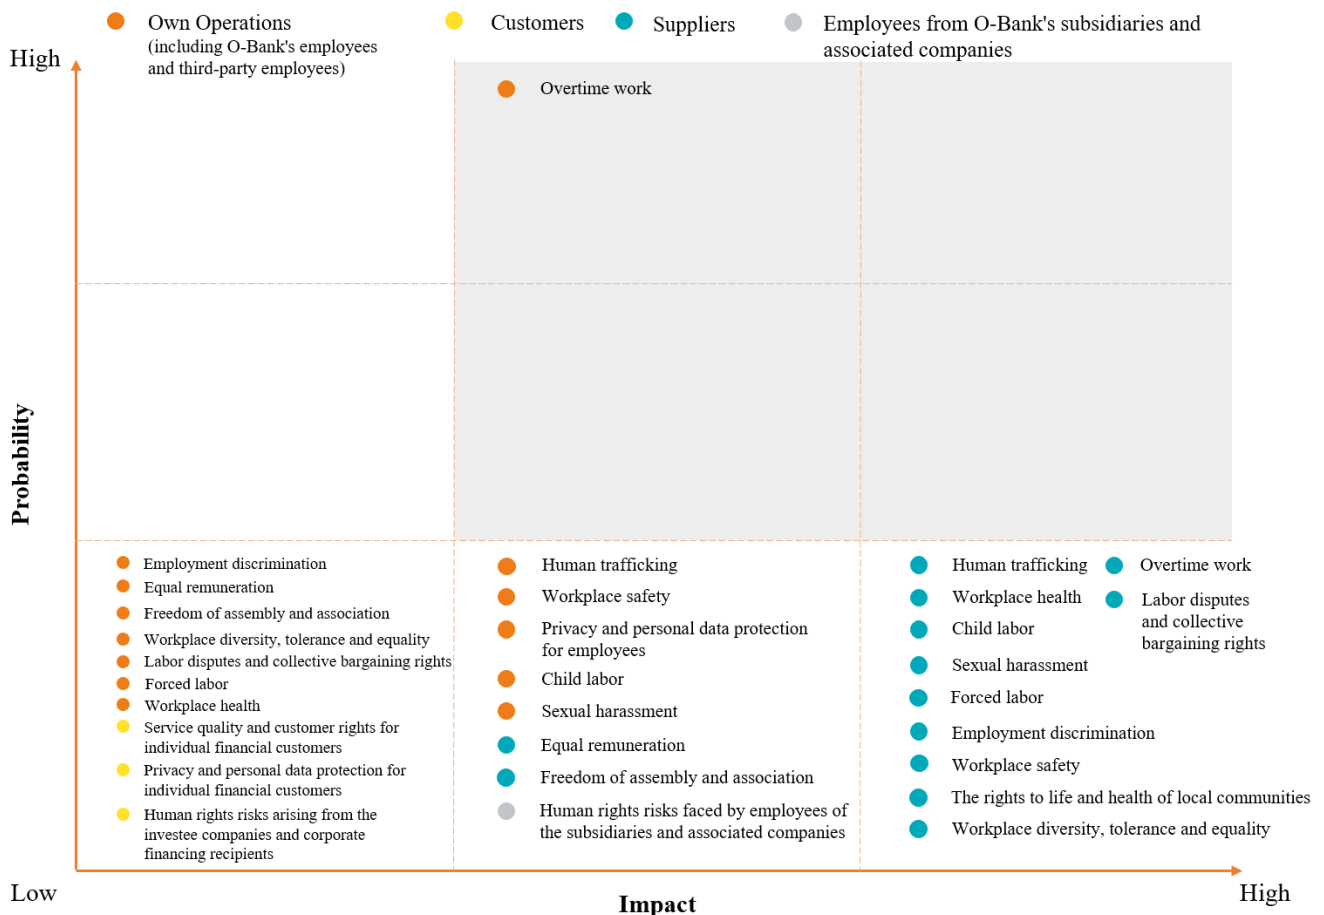 Own Operations
(including O-Bank's employees
and third-party employees)
Customers
Suppliers
Employees from O-Bank's subsidiaries and
associated companies
High
Overtime work
Probability
Employment discrimination
Equal remuneration
Freedom of assembly and association
Workplace diversity, tolerance and equality
Labor disputes and collective bargaining rights
Forced labor
Workplace health
Service quality and customer rights for
individual financial customers
Privacy and personal data protection for
individual financial customers
Human rights risks arising from the
investee companies and corporate
financing recipients
Human trafficking
Workplace safety
Privacy and personal data protection
for employees
Child labor
Sexual harassment
Equal remuneration
Freedom of assembly and association
Human rights risks faced by employees of
the subsidiaries and associated companies
Human trafficking
Workplace health
Child labor
Sexual harassment
Forced labor
Employment discrimination
Workplace safety
The rights to life and health of local communities
Workplace diversity, tolerance and equality
Overtime work
Labor disputes
and collective
bargaining rights
Low
Impact
High